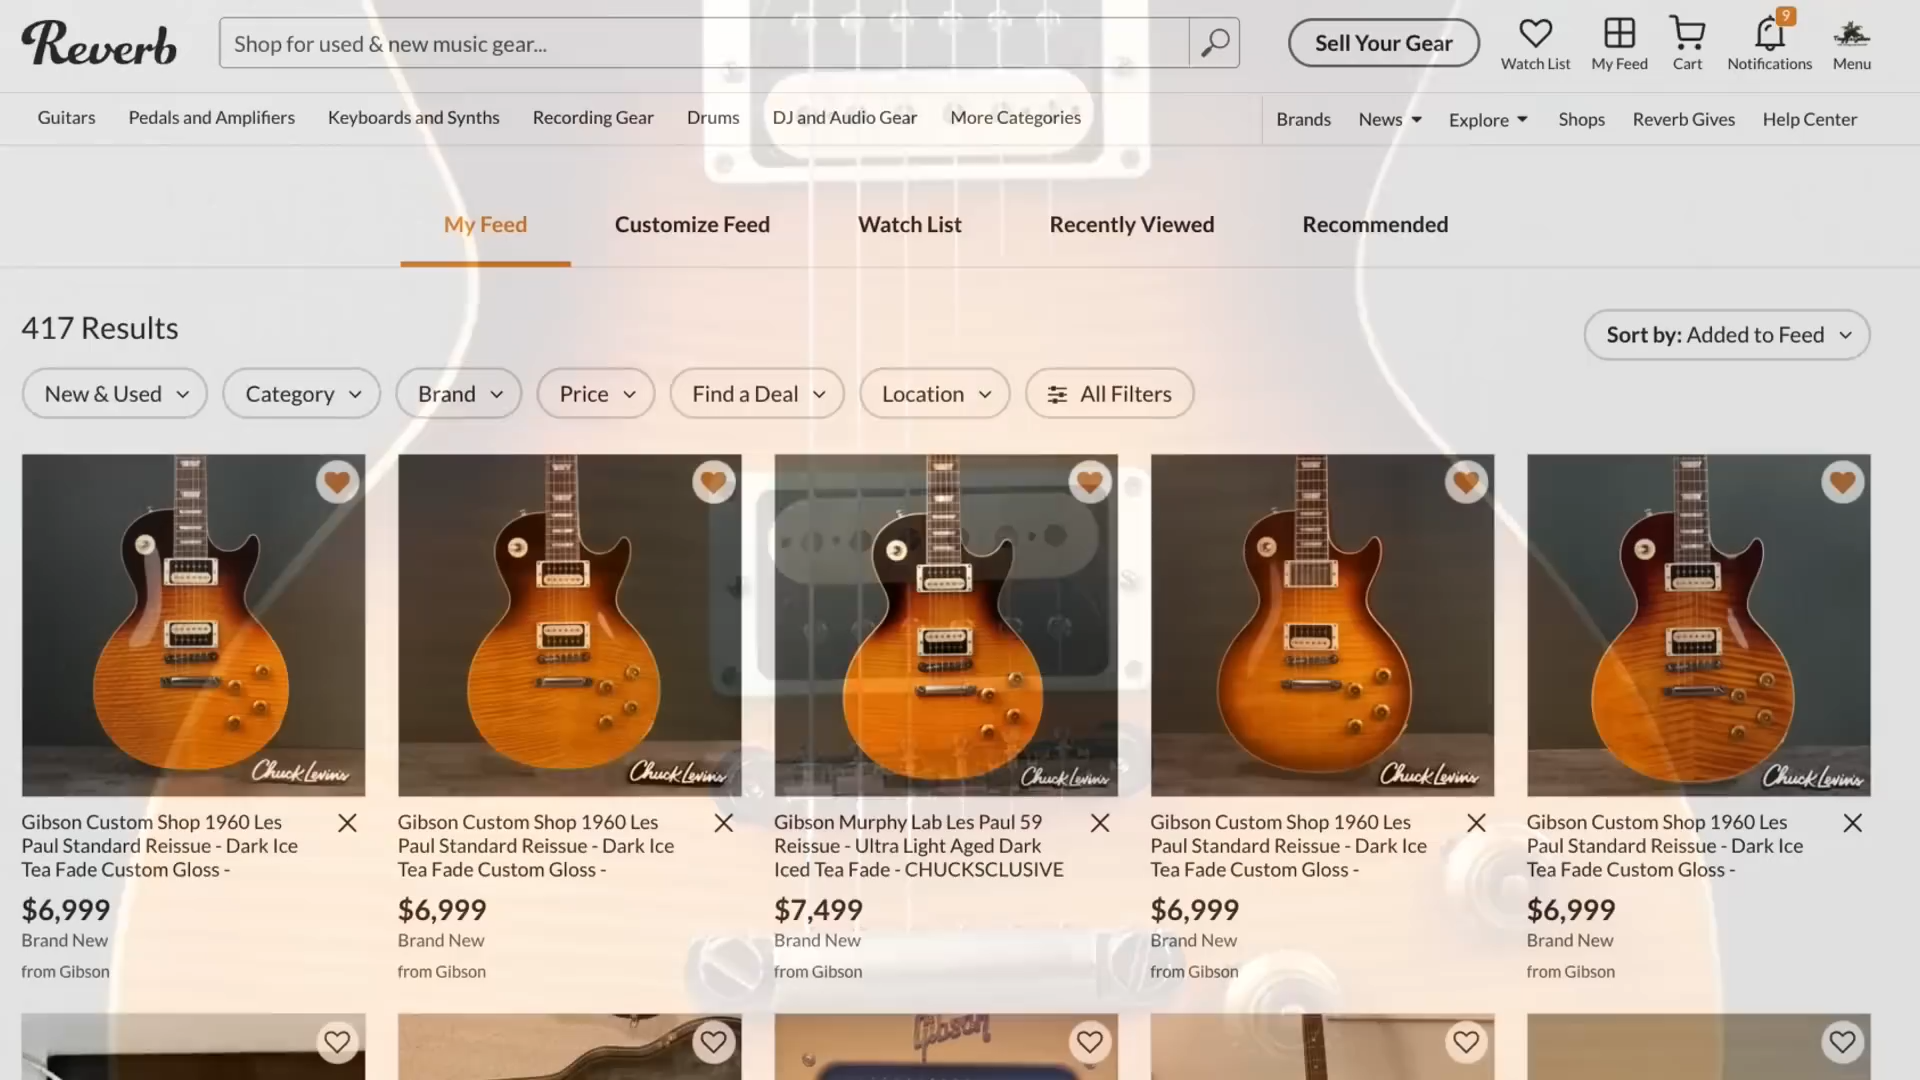 Reverb
Shop for used & new music gear...
Sell Your Gear
Watch List
My Feed
Cart
9
Notifications
Menu
Guitars
Pedals and Amplifiers
Keyboards and Synths
Recording Gear
Drums
DJ and Audio Gear
More Categories
Brands
News
Explore
Shops
Reverb Gives
Help Center
My Feed
Customize Feed
Watch List
Recently Viewed
Recommended
417 Results
Sort by: Added to Feed
New & Used
Category
Brand
Price
Find a Deal
Location
All Filters
Chuck Levin's
Chuck Levin's
Chuck Levin's
Chuck Levin's
Chuck Levin's
Gibson Custom Shop 1960 Les
Paul Standard Reissue - Dark Ice
Tea Fade Custom Gloss -
$6,999
Brand New
from Gibson
Gibson Custom Shop 1960 Les
Paul Standard Reissue - Dark Ice
Tea Fade Custom Gloss -
$6,999
Brand New
from Gibson
Gibson Murphy Lab Les Paul 59
Reissue - Ultra Light Aged Dark
Iced Tea Fade - CHUCKSCLUSIVE
$7,499
Brand New
from Gibson
Gibson Custom Shop 1960 Les
Paul Standard Reissue - Dark Ice
Tea Fade Custom Gloss -
$6,999
Brand New
from Gibson
Gibson Custom Shop 1960 Les
Paul Standard Reissue - Dark Ice
Tea Fade Custom Gloss -
$6,999
Brand New
from Gibson
Gibson